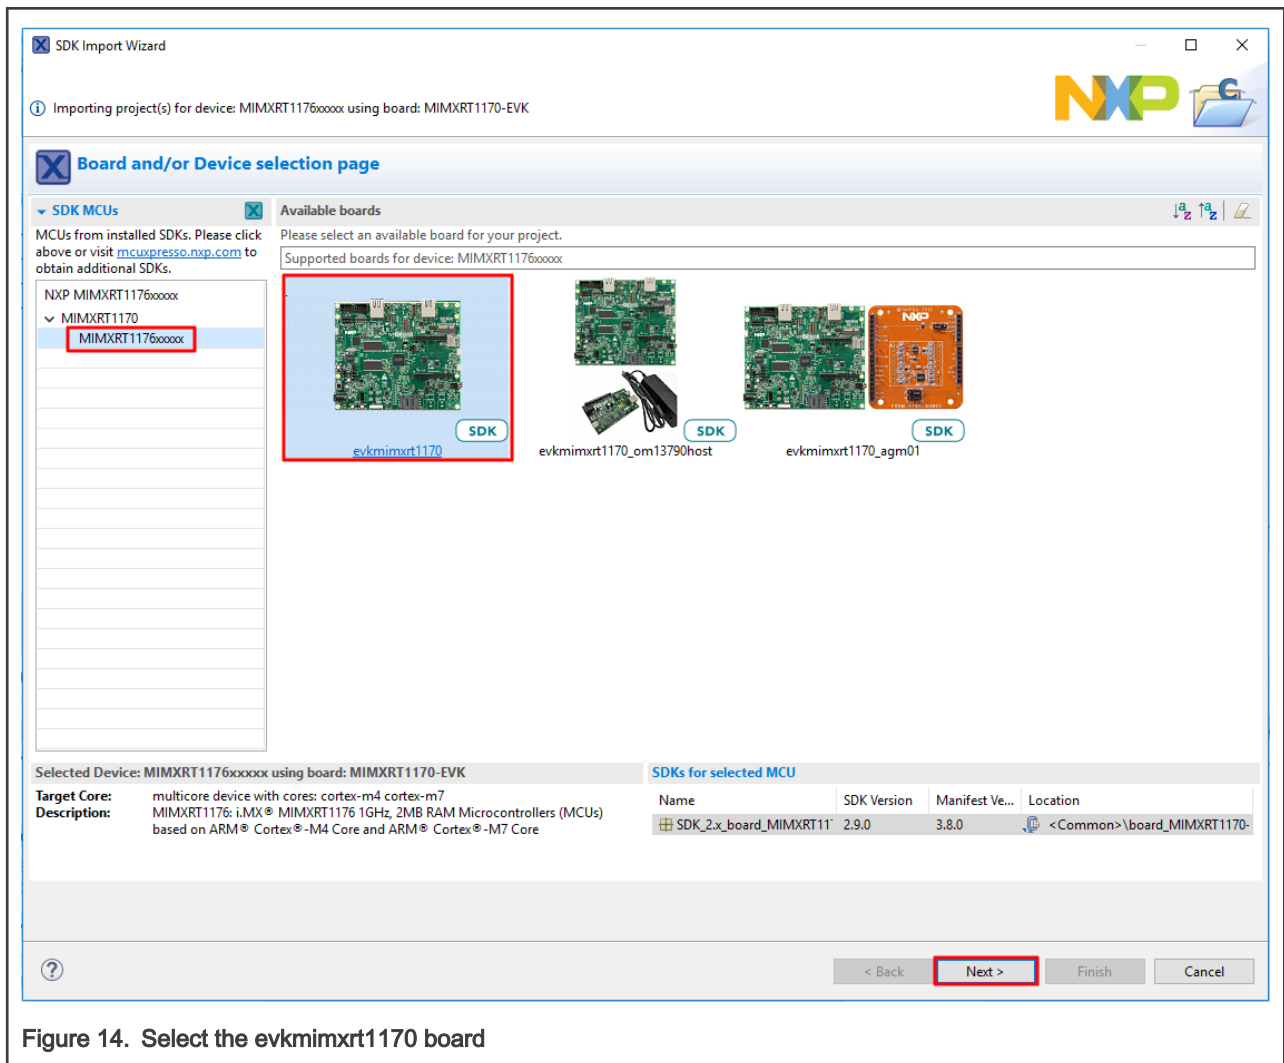 SDK Import Wizard
Importing project(s) for device: MIMXRT1176xxxxx using board: MIMXRT1170-EVK
NXP
Board and/or Device selection page
SDK MCUs
MCUs from installed SDKs. Please click
above or visit mcuxpresso.nxp.com to
obtain additional SDKs.
NXP MIMXRT1176xxxxx
MIMXRT1170
MIMXRT1176xxxxx
Available boards
Please select an available board for your project.
Supported boards for device: MIMXRT1176xxxxx
SDK
evkmimxrt1170
SDK
evkmimxrt1170_om13790host
NXP
SDK
evkmimxrt1170_agm01
Selected Device: MIMXRT1176xxxxx using board: MIMXRT1170-EVK
Target Core: multicore device with cores: cortex-m4 cortex-m7
Description: MIMXRT1176: i.MX® MIMXRT1176 1GHz, 2MB RAM Microcontrollers (MCUs)
based on ARM® Cortex®-M4 Core and ARM® Cortex®-M7 Core
SDKs for selected MCU
Name SDK Version Manifest Ve... Location
SDK_2.x_board_MIMXRT11 2.9.0 3.8.0 <Common>\board_MIMXRT1170-
< Back Next > Finish Cancel
Figure 14. Select the evkmimxrt1170 board